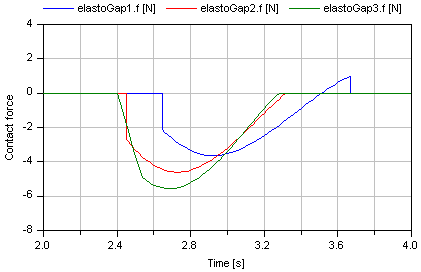 elastoGap1.f [N] elastoGap2.f [N] elastoGap3.f [N]
4
2
0
-2
-4
-6
-8
Contact force
2.0 2.4 2.8 3.2 3.6 4.0
Time [s]